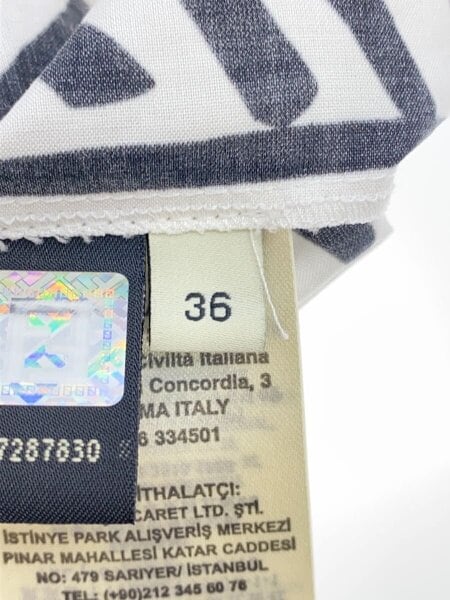 36
7287830
Civiltà Italiana
Concordia, 3
MA ITALY
6 334501
İTHALATÇI:
CARET LTD. ŞTİ.
İSTİNYE PARK ALIŞVERİŞ MERKEZİ
PINAR MAHALLESİ KATAR CADDESİ
NO: 479 SARIYER/ İSTANBUL
TEL: (+90)212 345 60 76